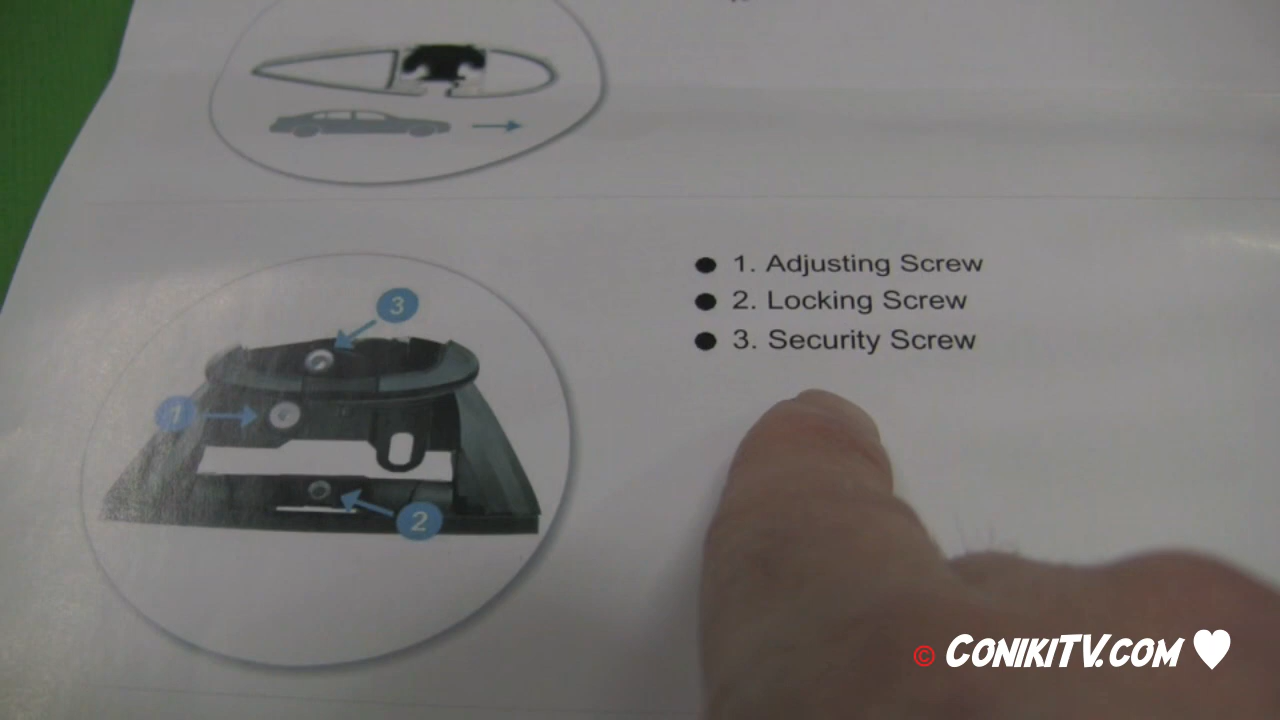 ● 1. Adjusting Screw
● 2. Locking Screw
● 3. Security Screw
3
1
2
© CONIKITV.COM ♥